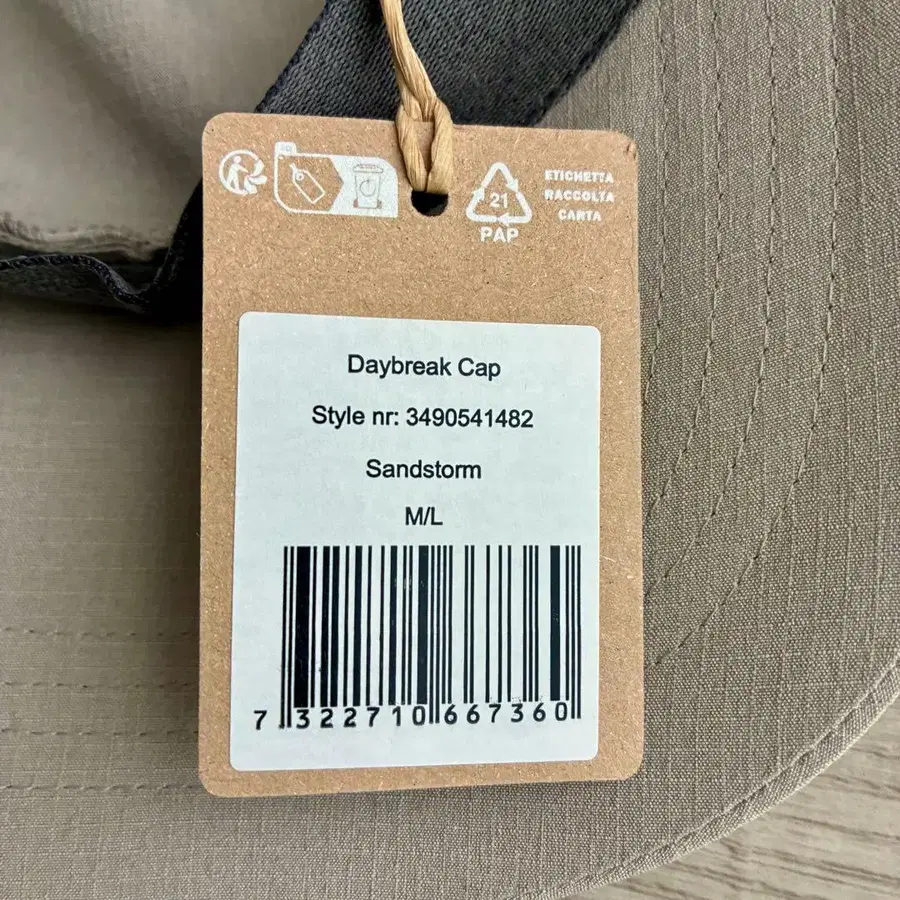 21
PAP
ETICHETTA
RACCOLTA
CARTA
Daybreak Cap
Style nr: 3490541482
Sandstorm
M/L
7 322710 667360